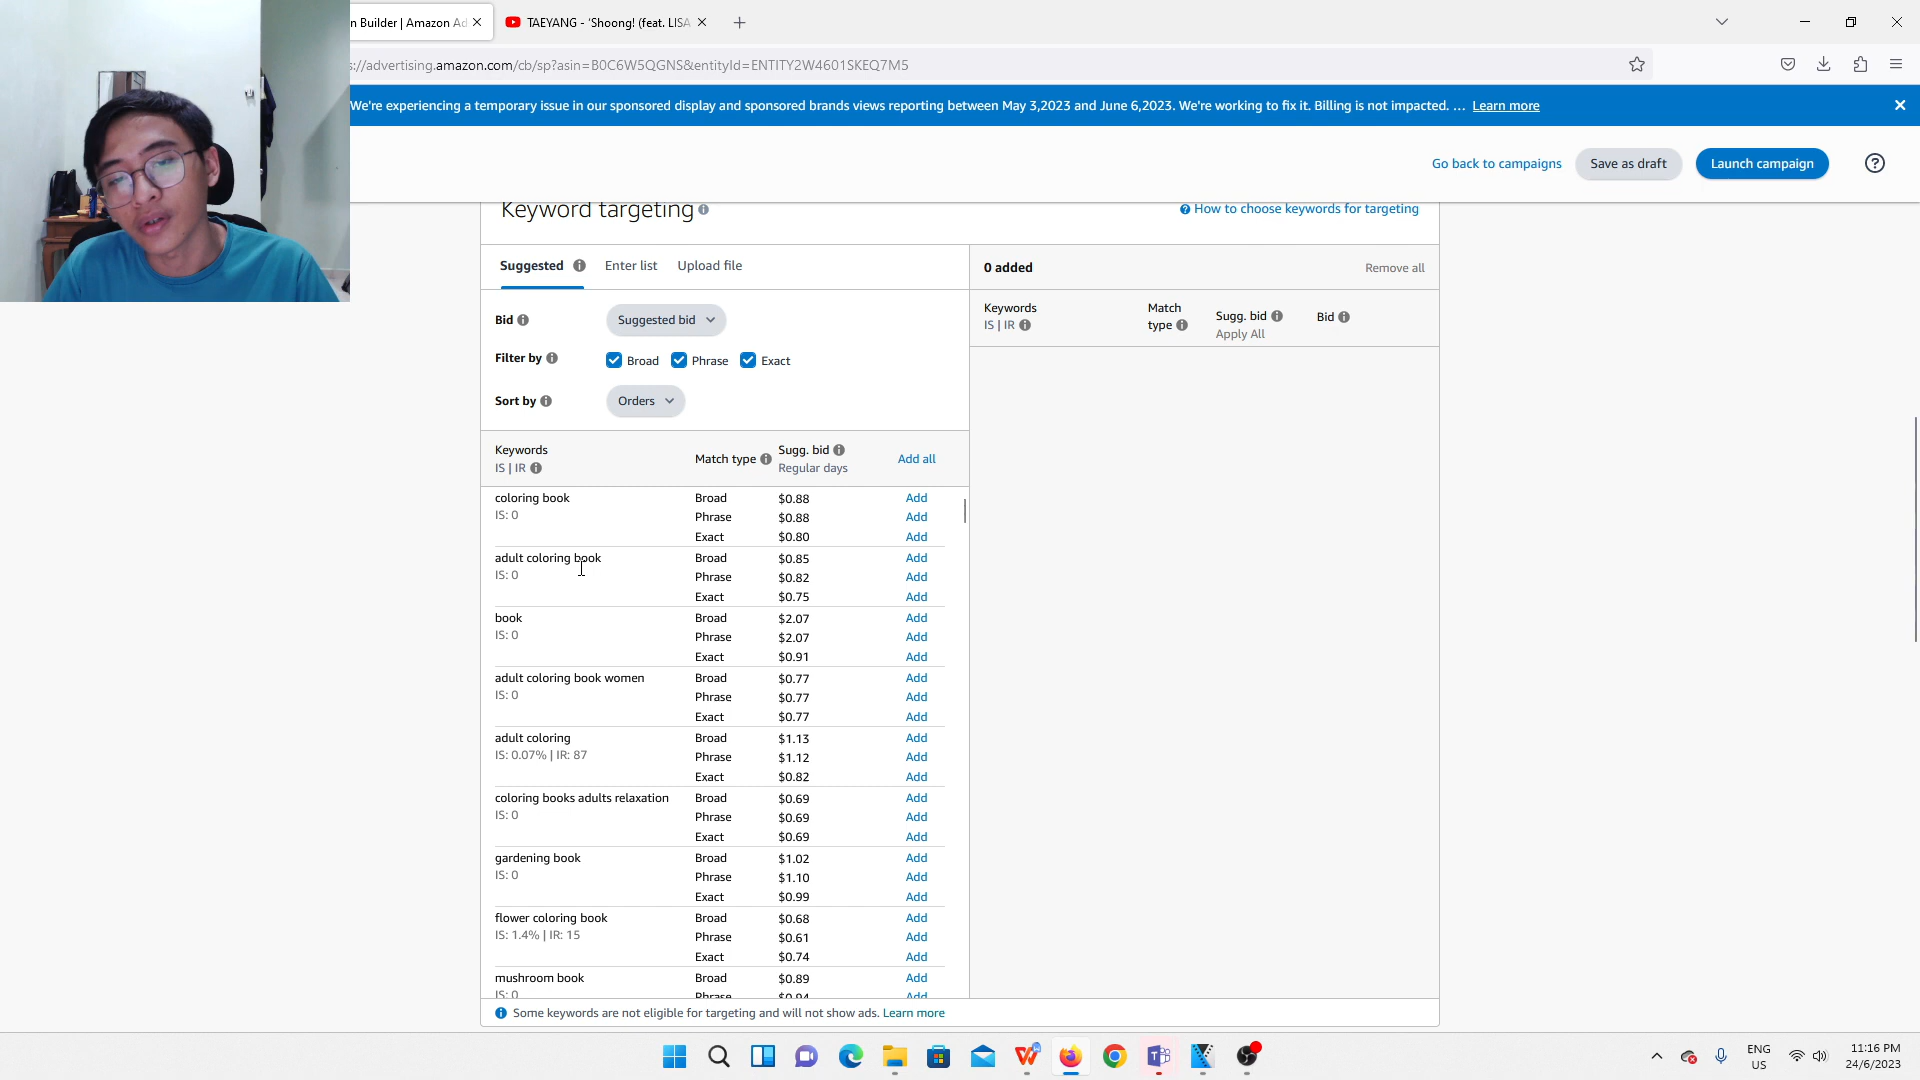 n Builder | Amazon Ad
TAEYANG - 'Shoong! (feat. LISA
://advertising.amazon.com/cb/sp?asin=B0C6W5QGNS&entityId=ENTITY2W4601SKEQ7M5
We're experiencing a temporary issue in our sponsored display and sponsored brands views reporting between May 3,2023 and June 6,2023. We're working to fix it. Billing is not impacted. ... Learn more
Go back to campaigns
Save as draft
Launch campaign
Keyword targeting
How to choose keywords for targeting
Suggested
Enter list
Upload file
0 added
Remove all
Bid
Suggested bid
Filter by
Broad
Phrase
Exact
Sort by
Orders
Keywords
IS | IR
Match type
Sugg. bid
Apply All
Bid
Keywords
IS | IR
Match type
Sugg. bid
Regular days
Add all
coloring book
IS: 0
Broad $0.88 Add
Phrase $0.88 Add
Exact $0.80 Add
adult coloring book
IS: 0
Broad $0.85 Add
Phrase $0.82 Add
Exact $0.75 Add
book
IS: 0
Broad $2.07 Add
Phrase $2.07 Add
Exact $0.91 Add
adult coloring book women
IS: 0
Broad $0.77 Add
Phrase $0.77 Add
Exact $0.77 Add
adult coloring
IS: 0.07% | IR: 87
Broad $1.13 Add
Phrase $1.12 Add
Exact $0.82 Add
coloring books adults relaxation
IS: 0
Broad $0.69 Add
Phrase $0.69 Add
Exact $0.69 Add
gardening book
IS: 0
Broad $1.02 Add
Phrase $1.10 Add
Exact $0.99 Add
flower coloring book
IS: 1.4% | IR: 15
Broad $0.68 Add
Phrase $0.61 Add
Exact $0.74 Add
mushroom book
IS: 0
Broad $0.89 Add
Phrase $0.94 Add
Some keywords are not eligible for targeting and will not show ads. Learn more
ENG
US
11:16 PM
24/6/2023